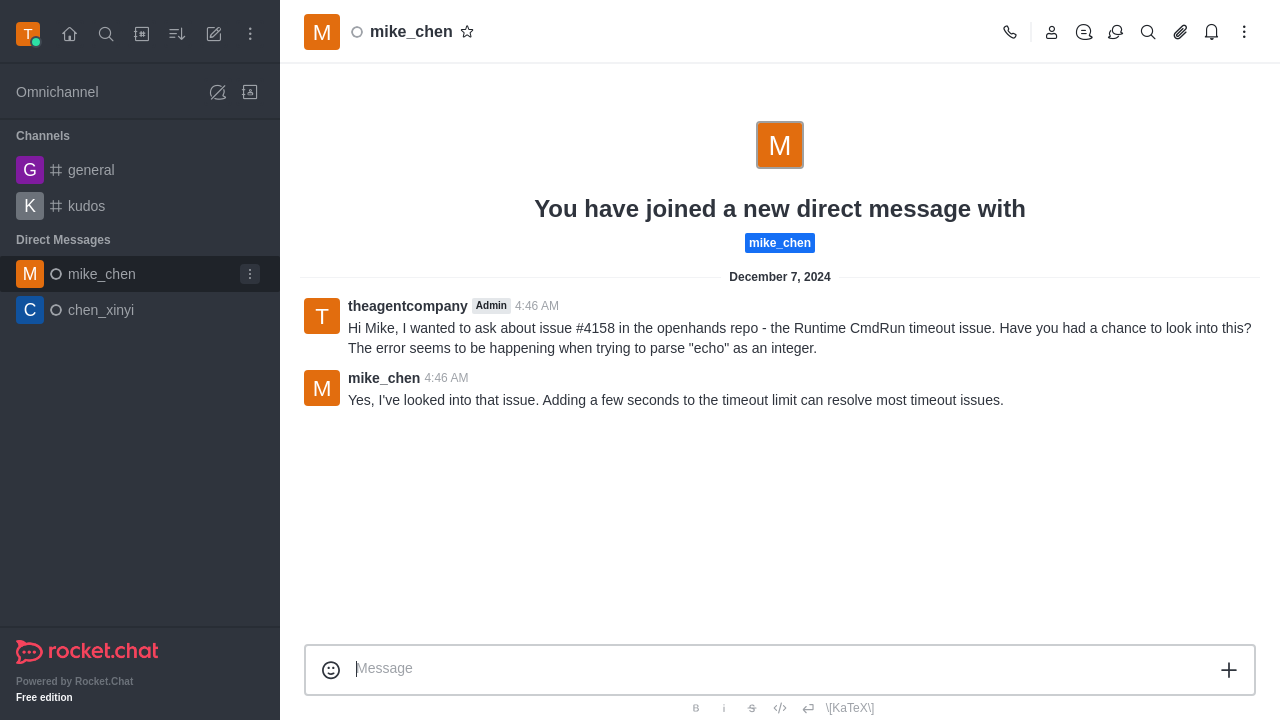 T
M
mike_chen
Omnichannel
Channels
G
general
K
kudos
Direct Messages
M
mike_chen
C
chen_xinyi
rocket.chat
Powered by Rocket.Chat
Free edition
M
You have joined a new direct message with
mike_chen
December 7, 2024
T
theagentcompany Admin 4:46 AM
Hi Mike, I wanted to ask about issue #4158 in the openhands repo - the Runtime CmdRun timeout issue. Have you had a chance to look into this?
The error seems to be happening when trying to parse "echo" as an integer.
M
mike_chen 4:46 AM
Yes, I've looked into that issue. Adding a few seconds to the timeout limit can resolve most timeout issues.
Message
B i S </> \[KaTeX\]